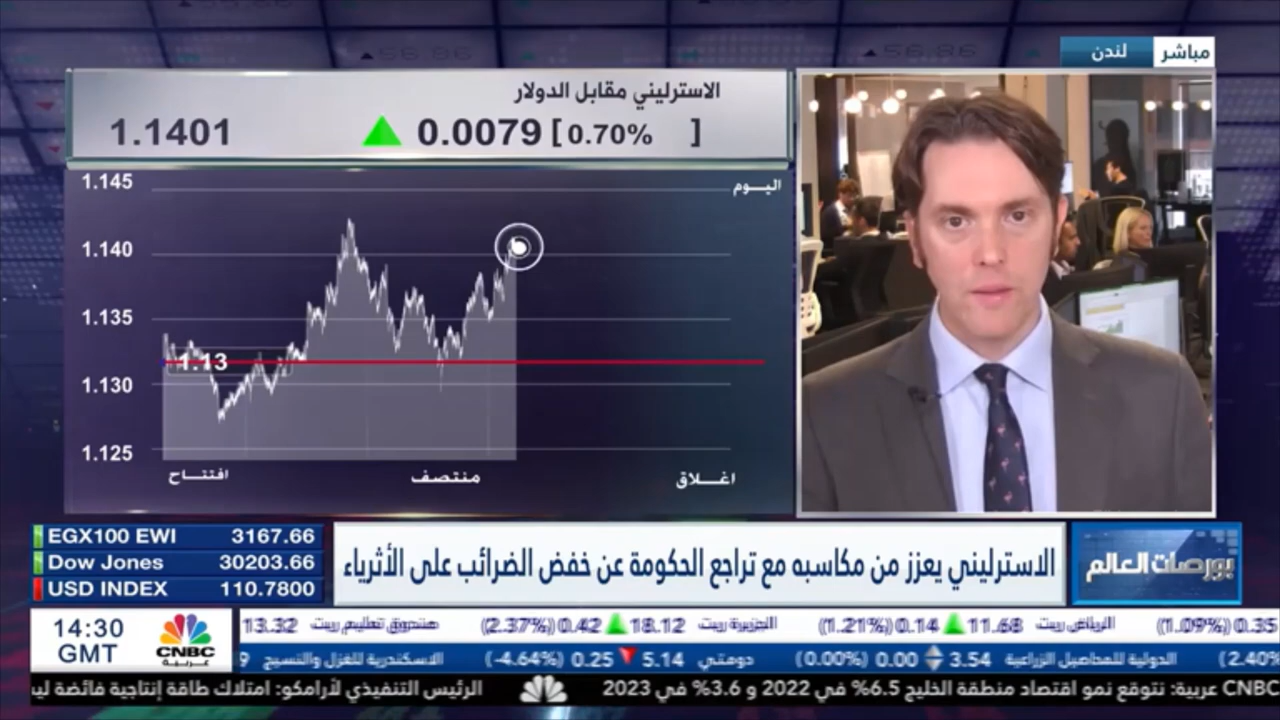 مباشر لندن
الاسترليني مقابل الدولار
1.1401 0.0079 [0.70% ]
اليوم
1.145
1.140
1.135
1.13
1.130
1.125
افتتاح منتصف اغلاق
EGX100 EWI 3167.66
Dow Jones 30203.66
USD INDEX 110.7800
الاسترليني يعزز من مكاسبه مع تراجع الحكومة عن خفض الضرائب على الأثرياء
بورصات العالم
14:30
GMT
CNBC
عربية
0.35 (1.09%) الرياض ريت 11.68 0.14 (1.21%) الجزيرة ريت 18.12 0.42 (2.37%) صندوق تعليم ريت 13.32
(2.40% الدولية للمحاصيل الزراعية 3.54 0.00 (0.00%) دومتي 5.14 0.25 (-4.64%) الاسكندرية للغزل والنسيج 9
CNBC عربية: نتوقع نمو اقتصاد منطقة الخليج 6.5% في 2022 و 3.6% في 2023 الرئيس التنفيذي لأرامكو: امتلاك طاقة إنتاجية فائضة ليس